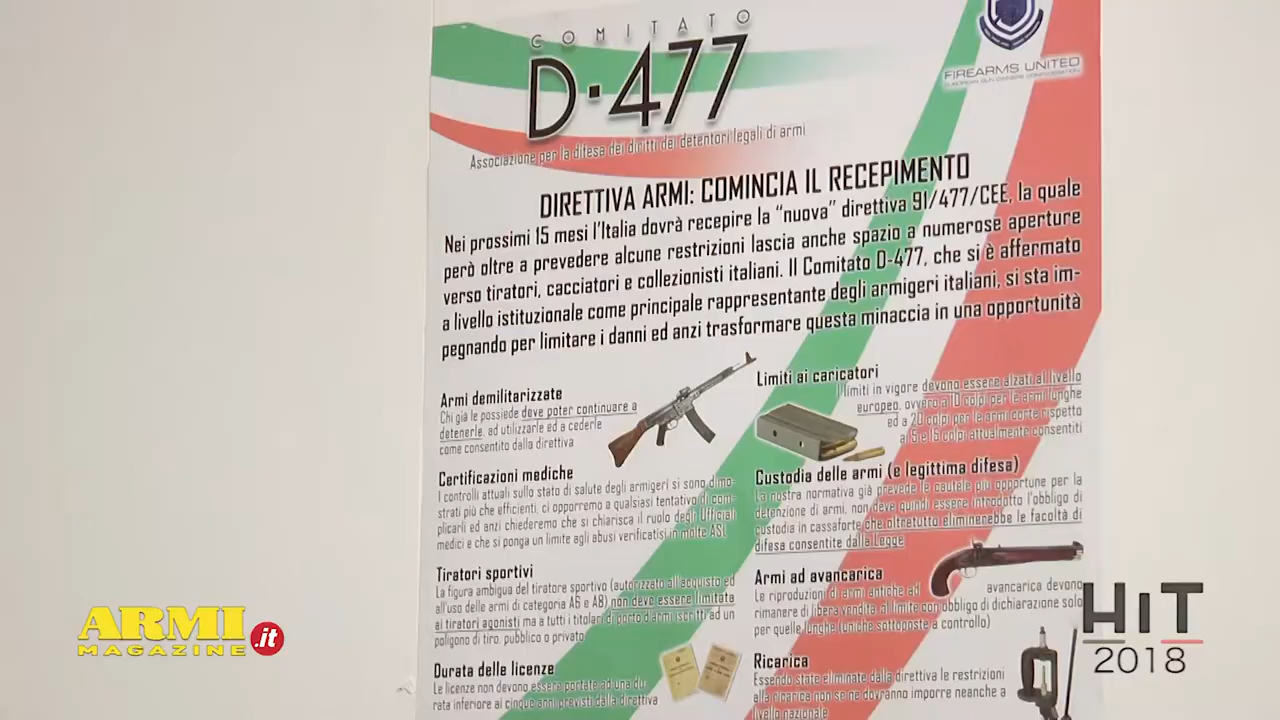 COMITATO
D-477
Associazione per la difesa dei diritti dei detentori legali di armi
FIREARMS UNITED
DIRETTIVA ARMI: COMINCIA IL RECEPIMENTO
Nei prossimi 15 mesi l'Italia dovrà recepire la "nuova" direttiva 91/477/CEE, la quale
però oltre a prevedere alcune restrizioni lascia anche spazio a numerose aperture
verso tiratori, cacciatori e collezionisti italiani. Il Comitato D-477, che si è affermato
a livello istituzionale come principale rappresentante degli armigeri italiani, si sta im-
pegnando per limitare i danni ed anzi trasformare questa minaccia in una opportunità
Armi demilitarizzate
Chi già le possiede deve poter continuare a
detenerle, ad utilizzarle ed a cederle
come consentito dalla direttiva
Certificazioni mediche
I controlli attuali sullo stato di salute degli armigeri si sono dimo-
strati più che efficienti, ci opporremo a qualsiasi tentativo di com-
plicarli ed anzi chiederemo che si chiarisca il ruolo degli Ufficiali
medici e che si ponga un limite agli abusi verificatisi in molte ASL
Tiratori sportivi
La figura ambigua del tiratore sportivo (autorizzato all'acquisto ed
all'uso delle armi di categoria A6 e A8) non deve essere limitata
ai tiratori agonisti ma a tutti i titolari di porto d'armi iscritti ad un
poligono di tiro, pubblico o privato
Durata delle licenze
Le licenze non devono essere portate ad una du-
rata inferiore ai cinque anni previsti dalla direttiva
Limiti ai caricatori
I limiti in vigore devono essere alzati al livello
europeo, ovvero a 10 colpi per le armi lunghe
ed a 20 colpi per le armi corte rispetto
ai 5 e 15 colpi attualmente consentiti
Custodia delle armi (e legittima difesa)
La nostra normativa già prevede le cautele più opportune per la
detenzione di armi, non deve quindi essere introdotto l'obbligo di
custodia in cassaforte che oltretutto eliminerebbe le facoltà di
difesa consentite dalla Legge
Armi ad avancarica
Le riproduzioni di armi antiche ad avancarica devono
rimanere di libera vendita, al limite con obbligo di dichiarazione solo
per quelle lunghe (uniche sottoposte a controllo)
Ricarica
Essendo state eliminate dalla direttiva le restrizioni
alla ricarica non se ne dovranno imporre neanche a
livello nazionale
ARMI
MAGAZINE.it
HIT
2018